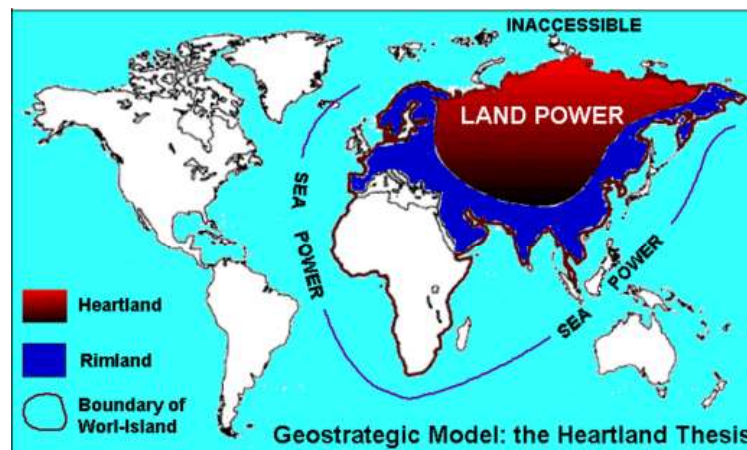 INACCESSIBLE
LAND POWER
SEA POWER
SEA POWER
Heartland
Rimland
Boundary of
Worl-Island
Geostrategic Model: the Heartland Thesis